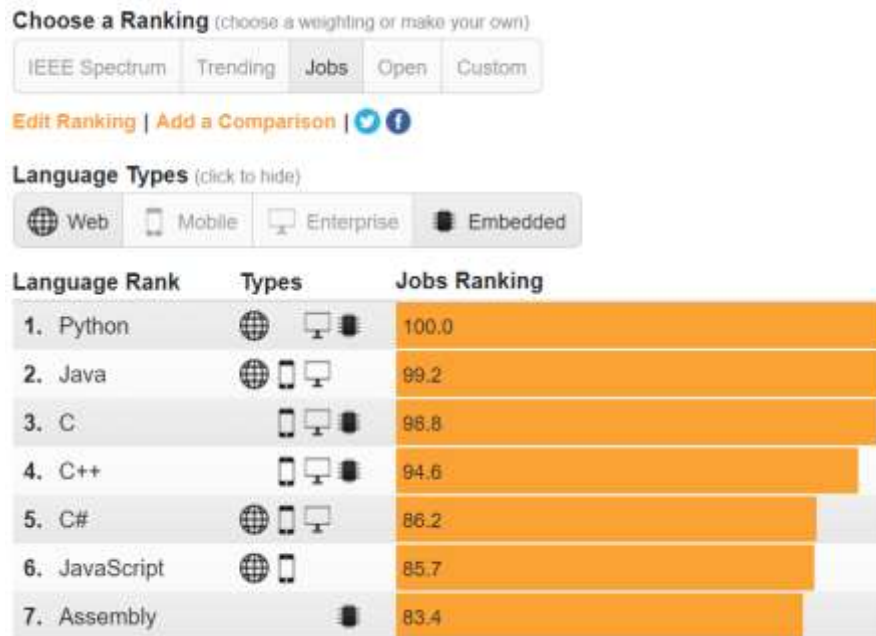 Choose a Ranking (choose a weighting or make your own)
IEEE Spectrum Trending Jobs Open Custom
Edit Ranking | Add a Comparison |
Language Types (click to hide)
Web Mobile Enterprise Embedded
Language Rank Types Jobs Ranking
1. Python 100.0
2. Java 99.2
3. C 98.8
4. C++ 94.6
5. C# 86.2
6. JavaScript 85.7
7. Assembly 83.4